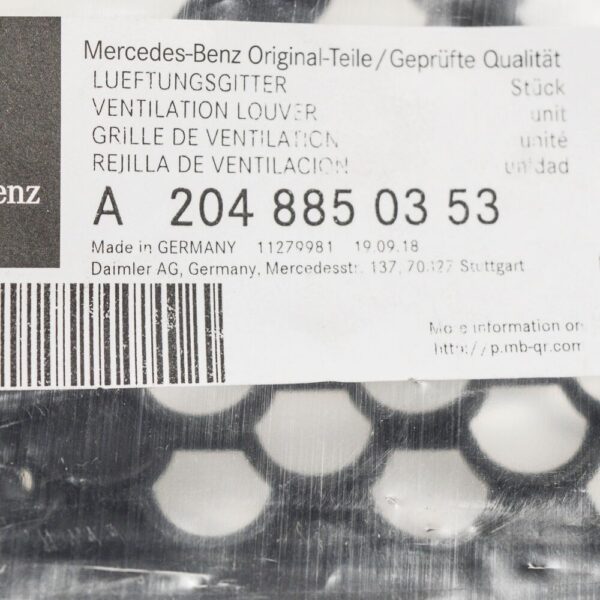 Mercedes-Benz Original-Teile/Geprüfte Qualität
LUEFTUNGSGITTER Stück
VENTILATION LOUVER unit
GRILLE DE VENTILATION unité
REJILLA DE VENTILACION unidad
enz
A 204 885 03 53
Made in GERMANY 11279981 19.09.18
Daimler AG, Germany, Mercedesstr. 137, 70327 Stuttgart
More information on
http://p.mb-qr.com